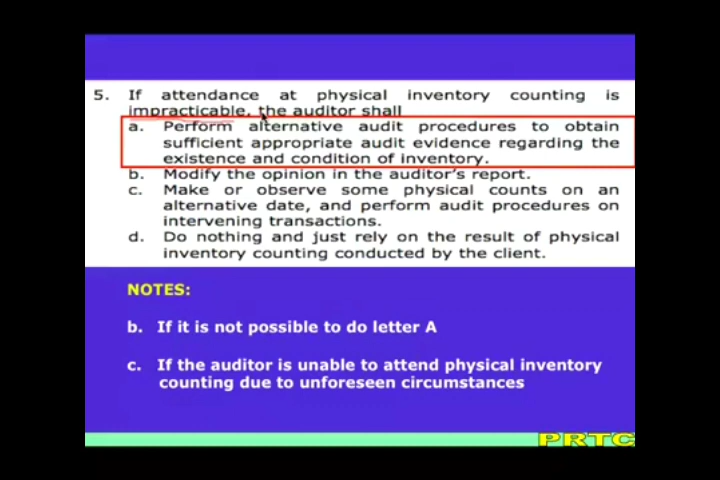 5. If attendance at physical inventory counting is
impracticable, the auditor shall
a. Perform alternative audit procedures to obtain
sufficient appropriate audit evidence regarding the
existence and condition of inventory.
b. Modify the opinion in the auditor's report.
c. Make or observe some physical counts on an
alternative date, and perform audit procedures on
intervening transactions.
d. Do nothing and just rely on the result of physical
inventory counting conducted by the client.
NOTES:
b. If it is not possible to do letter A
c. If the auditor is unable to attend physical inventory
counting due to unforeseen circumstances
PRTC